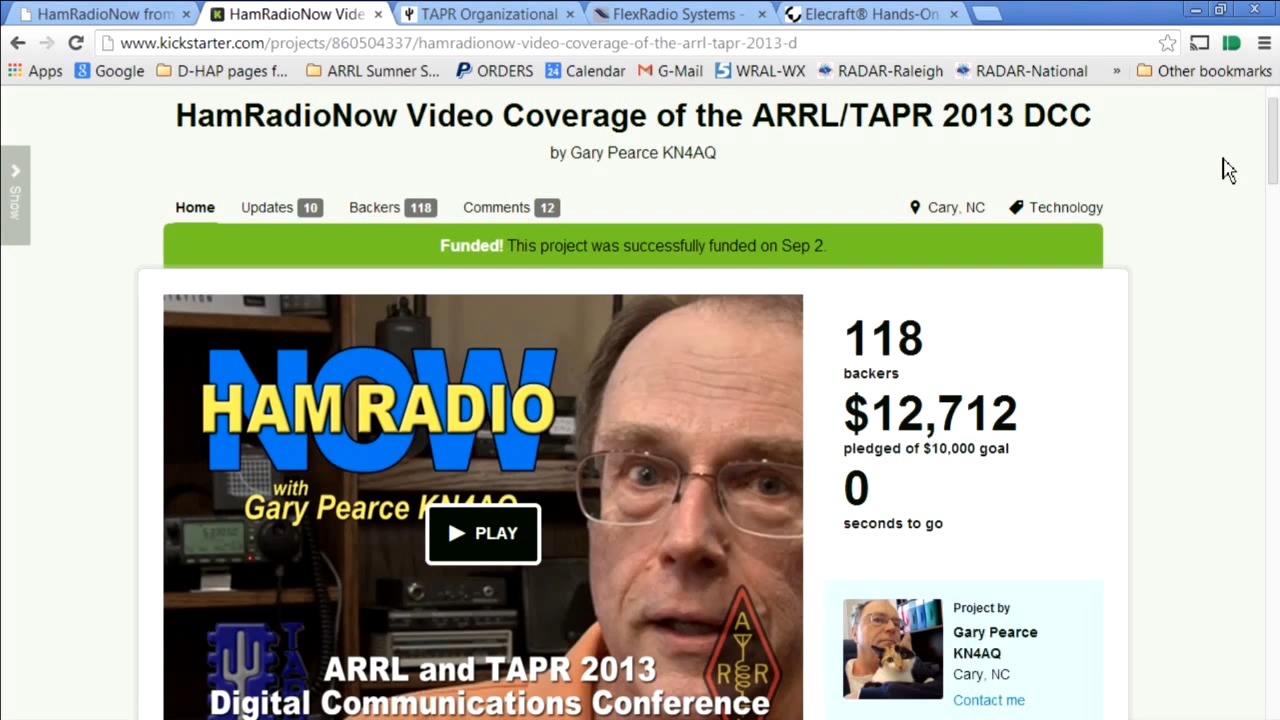 HamRadioNow from
HamRadioNow Vide
TAPR Organizational
FlexRadio Systems -
Elecraft® Hands-On
www.kickstarter.com/projects/860504337/hamradionow-video-coverage-of-the-arrl-tapr-2013-d
Apps
Google
D-HAP pages f...
ARRL Sumner S...
ORDERS
Calendar
G-Mail
WRAL-WX
RADAR-Raleigh
RADAR-National
»
Other bookmarks
HamRadioNow Video Coverage of the ARRL/TAPR 2013 DCC
by Gary Pearce KN4AQ
Show
Home
Updates 10
Backers 118
Comments 12
Cary, NC
Technology
Funded! This project was successfully funded on Sep 2.
NOW
HAM RADIO
with
Gary Pearce KN4AQ
PLAY
ARRL and TAPR 2013
Digital Communications Conference
118
backers
$12,712
pledged of $10,000 goal
0
seconds to go
Project by
Gary Pearce
KN4AQ
Cary, NC
Contact me